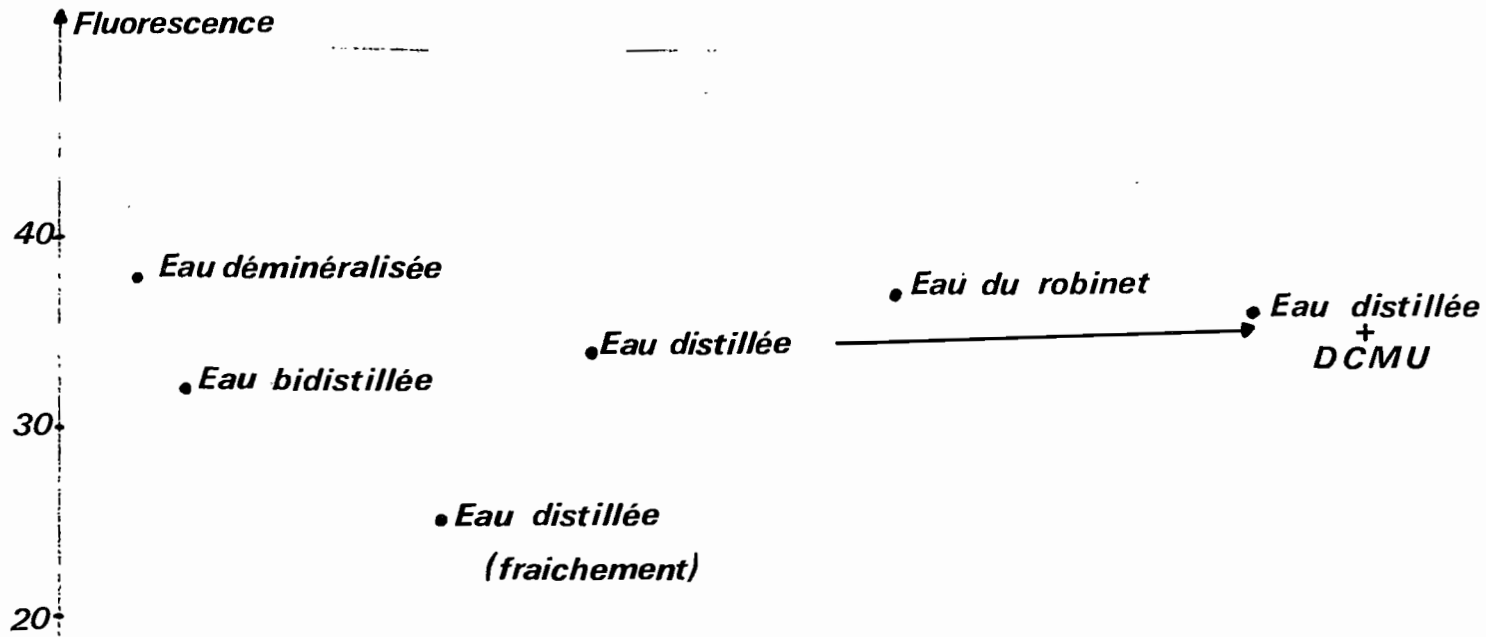 Fluorescence
40
Eau déminéralisée
Eau du robinet
Eau distillée
+
DCMU
Eau distillée
Eau bidistillée
30
Eau distillée
(fraichement)
20